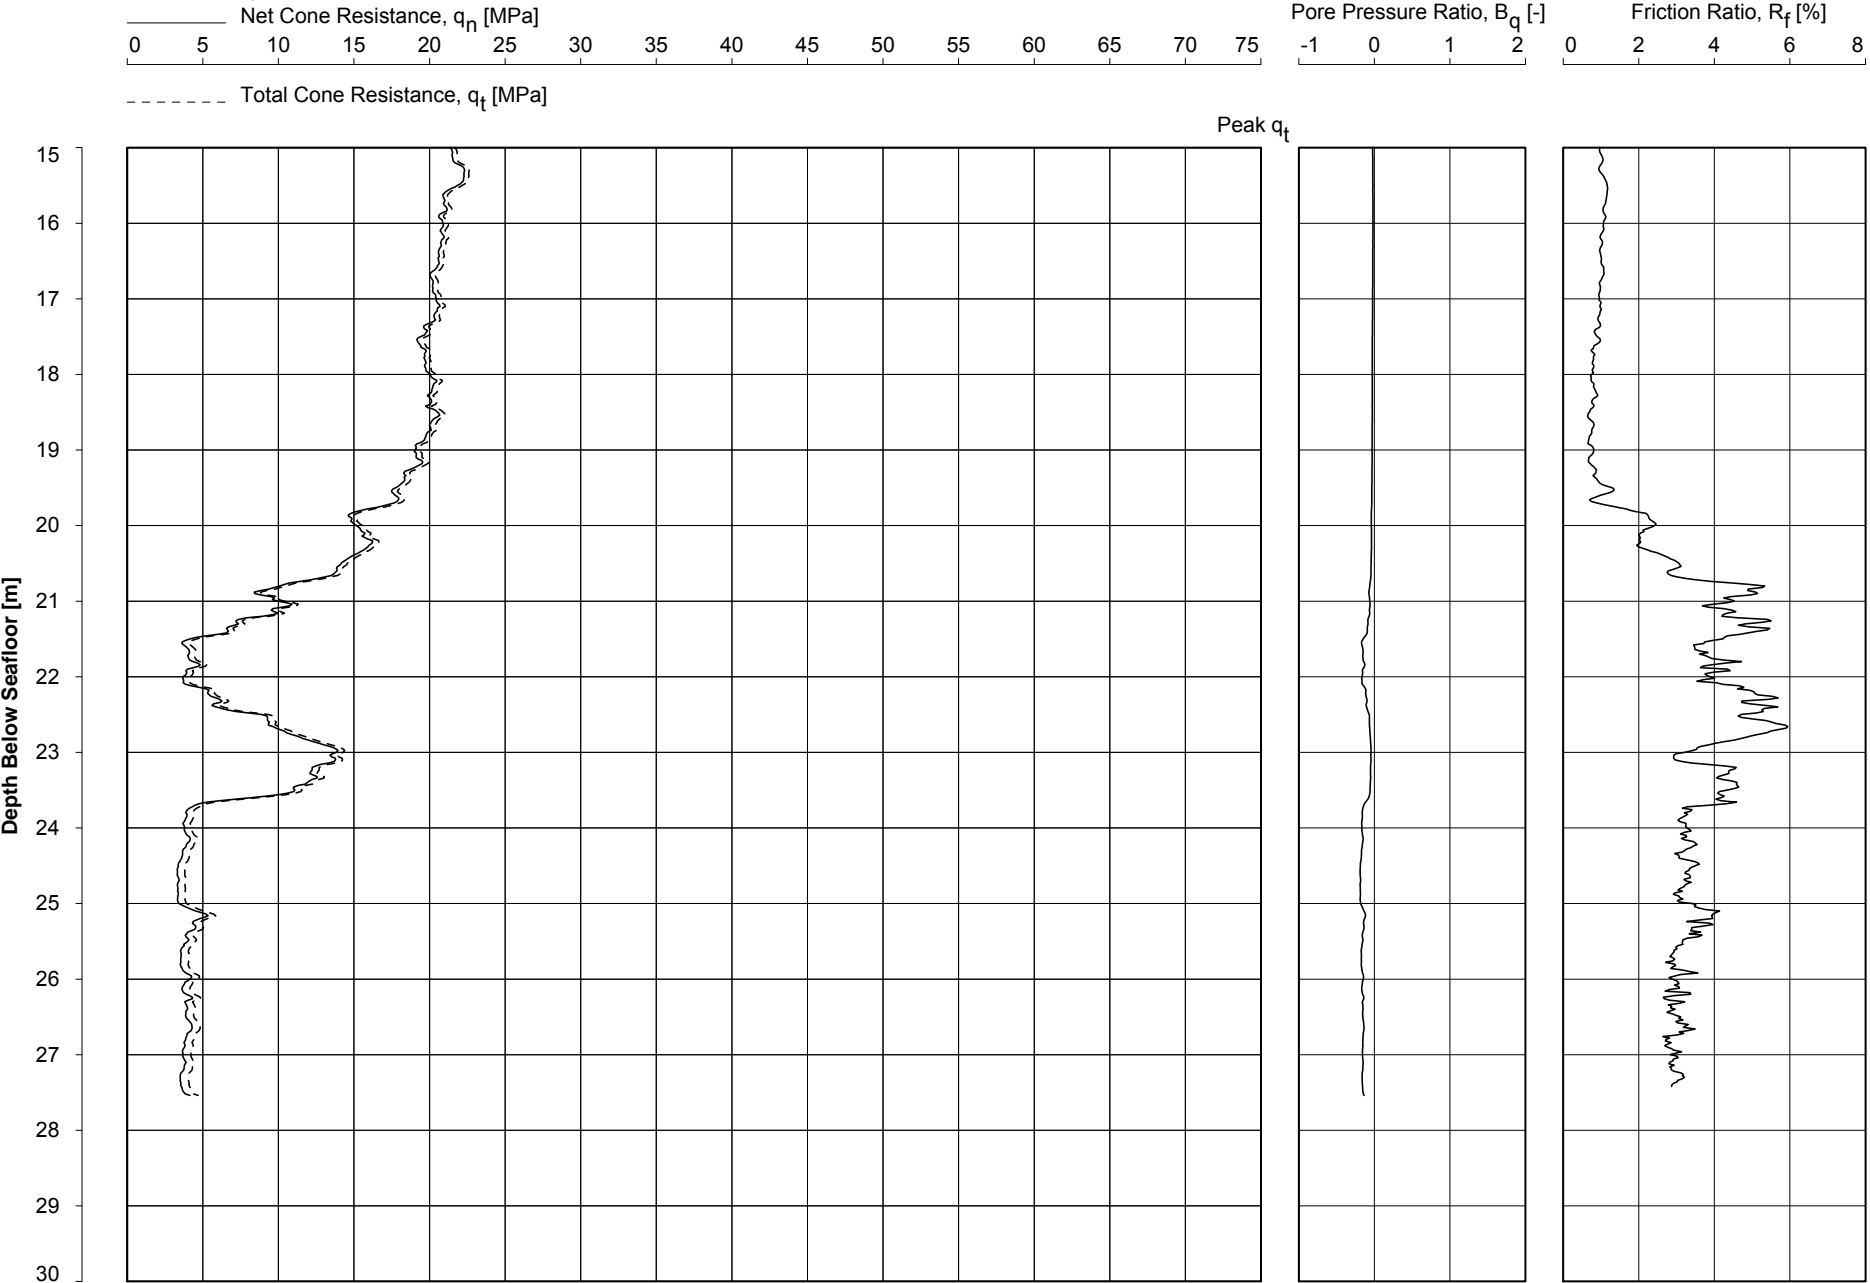 Net Cone Resistance, qn [MPa]
0 5 10 15 20 25 30 35 40 45 50 55 60 65 70 75
Total Cone Resistance, qt [MPa]
Pore Pressure Ratio, Bq [-]
-1 0 1 2
Friction Ratio, Rf [%]
0 2 4 6 8
Peak qt
Depth Below Seafloor [m]
15
16
17
18
19
20
21
22
23
24
25
26
27
28
29
30